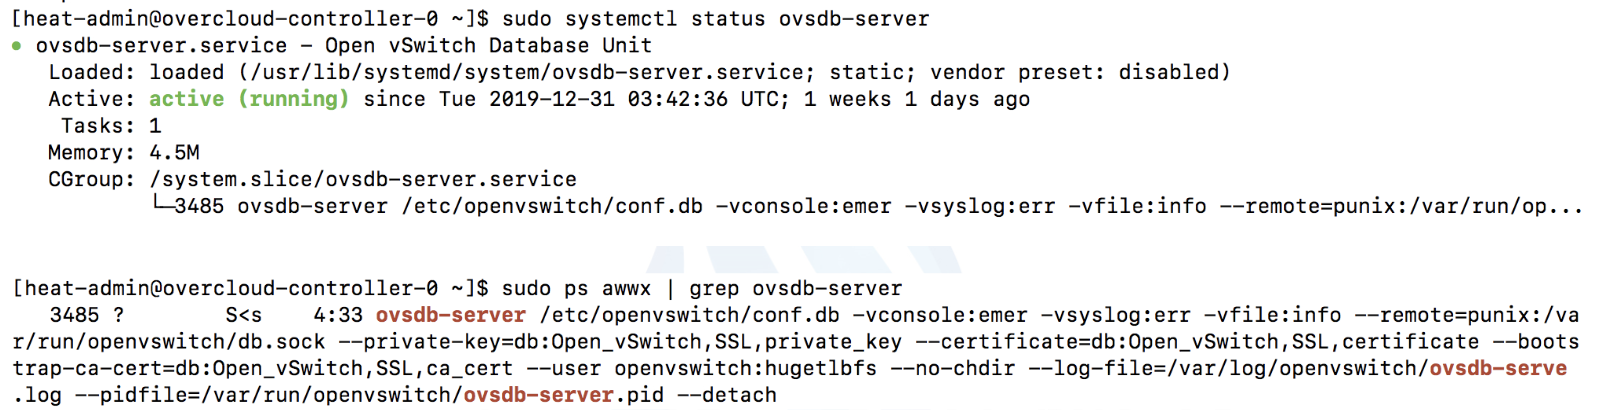 [heat-admin@overcloud-controller-0 ~]$ sudo systemctl status ovsdb-server
● ovsdb-server.service - Open vSwitch Database Unit
   Loaded: loaded (/usr/lib/systemd/system/ovsdb-server.service; static; vendor preset: disabled)
   Active: active (running) since Tue 2019-12-31 03:42:36 UTC; 1 weeks 1 days ago
    Tasks: 1
   Memory: 4.5M
   CGroup: /system.slice/ovsdb-server.service
           └─3485 ovsdb-server /etc/openvswitch/conf.db -vconsole:emer -vsyslog:err -vfile:info --remote=punix:/var/run/op...
[heat-admin@overcloud-controller-0 ~]$ sudo ps awwx | grep ovsdb-server
   3485 ?        S<s    4:33 ovsdb-server /etc/openvswitch/conf.db -vconsole:emer -vsyslog:err -vfile:info --remote=punix:/va
r/run/openvswitch/db.sock --private-key=db:Open_vSwitch,SSL,private_key --certificate=db:Open_vSwitch,SSL,certificate --boots
trap-ca-cert=db:Open_vSwitch,SSL,ca_cert --user openvswitch:hugetlbfs --no-chdir --log-file=/var/log/openvswitch/ovsdb-serve
.log --pidfile=/var/run/openvswitch/ovsdb-server.pid --detach